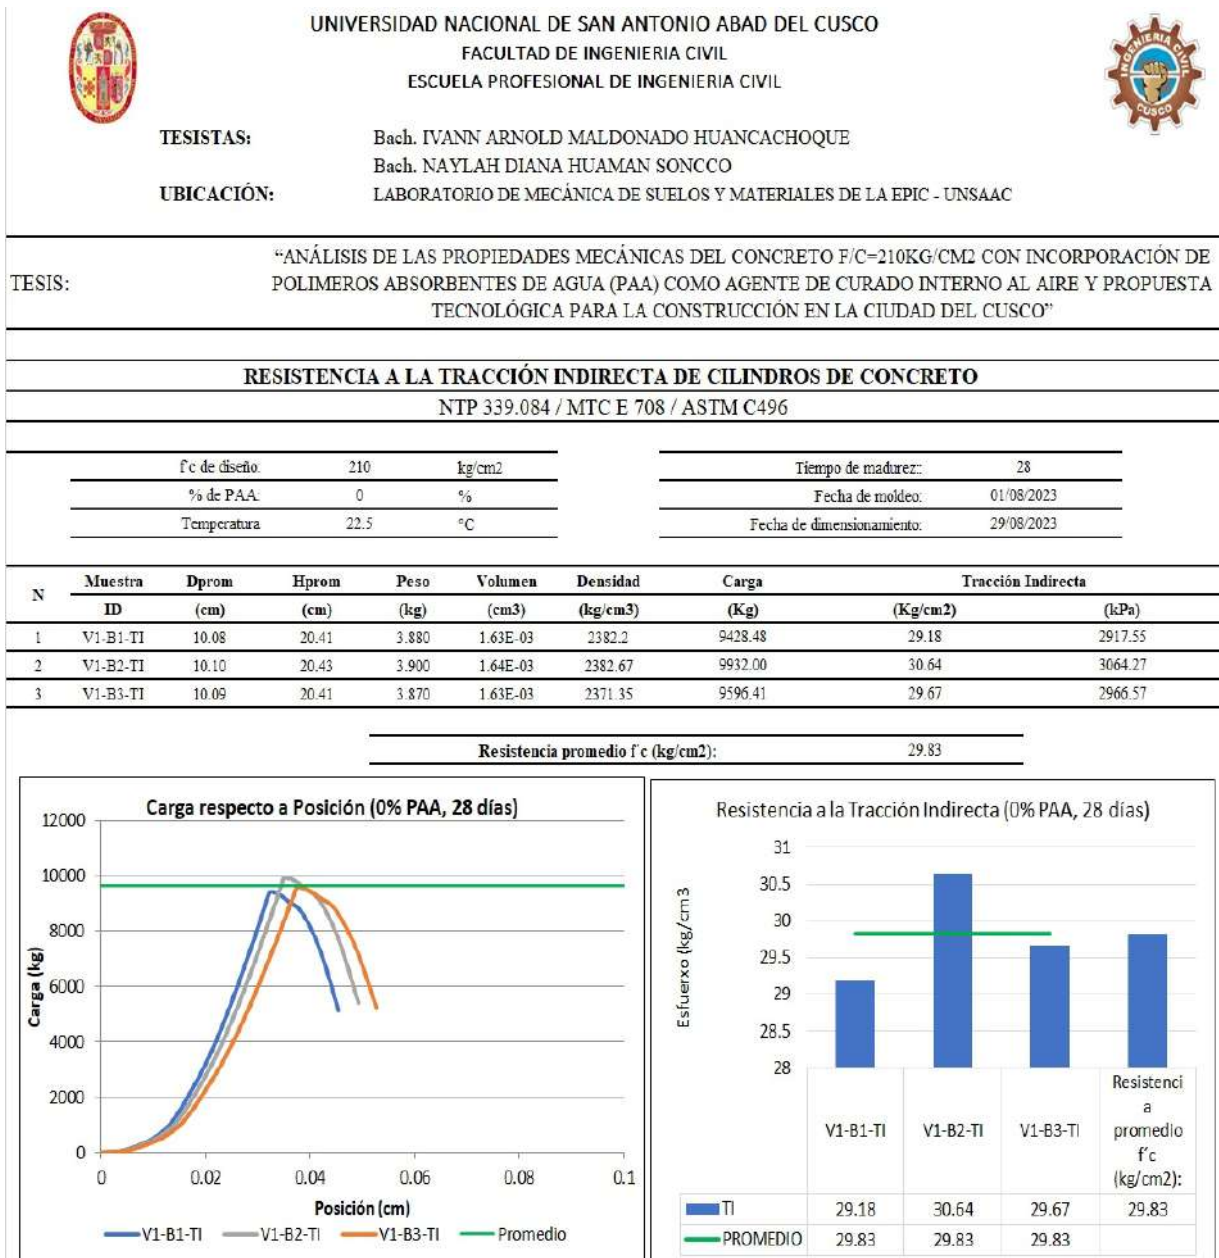 UNIVERSIDAD NACIONAL DE SAN ANTONIO ABAD DEL CUSCO
FACULTAD DE INGENIERIA CIVIL
ESCUELA PROFESIONAL DE INGENIERIA CIVIL
INGENIERIA CIVIL
CUSCO
TESISTAS: Bach. IVANN ARNOLD MALDONADO HUANCACHOQUE
Bach. NAYLAH DIANA HUAMAN SONCCO
UBICACIÓN: LABORATORIO DE MECÁNICA DE SUELOS Y MATERIALES DE LA EPIC - UNSAAC
TESIS: “ANÁLISIS DE LAS PROPIEDADES MECÁNICAS DEL CONCRETO F/C=210KG/CM2 CON INCORPORACIÓN DE
POLIMEROS ABSORBENTES DE AGUA (PAA) COMO AGENTE DE CURADO INTERNO AL AIRE Y PROPUESTA
TECNOLÓGICA PARA LA CONSTRUCCIÓN EN LA CIUDAD DEL CUSCO”
RESISTENCIA A LA TRACCIÓN INDIRECTA DE CILINDROS DE CONCRETO
NTP 339.084 / MTC E 708 / ASTM C496
f'c de diseño: 210 kg/cm2 Tiempo de madurez:: 28
% de PAA: 0 % Fecha de moldeo: 01/08/2023
Temperatura 22.5 °C Fecha de dimensionamiento: 29/08/2023
N Muestra Dprom Hprom Peso Volumen Densidad Carga Tracción Indirecta
ID (cm) (cm) (kg) (cm3) (kg/cm3) (Kg) (Kg/cm2) (kPa)
1 V1-B1-TI 10.08 20.41 3.880 1.63E-03 2382.2 9428.48 29.18 2917.55
2 V1-B2-TI 10.10 20.43 3.900 1.64E-03 2382.67 9932.00 30.64 3064.27
3 V1-B3-TI 10.09 20.41 3.870 1.63E-03 2371.35 9596.41 29.67 2966.57
Resistencia promedio f'c (kg/cm2): 29.83
Carga respecto a Posición (0% PAA, 28 días)
Carga (kg)
12000
10000
8000
6000
4000
2000
0
0 0.02 0.04 0.06 0.08 0.1
Posición (cm)
V1-B1-TI V1-B2-TI V1-B3-TI Promedio
Resistencia a la Tracción Indirecta (0% PAA, 28 días)
Esfuerxo (kg/cm3
31
30.5
30
29.5
29
28.5
28
V1-B1-TI V1-B2-TI V1-B3-TI
Resistenci
a
promedio
f'c
(kg/cm2):
TI 29.18 30.64 29.67 29.83
PROMEDIO 29.83 29.83 29.83